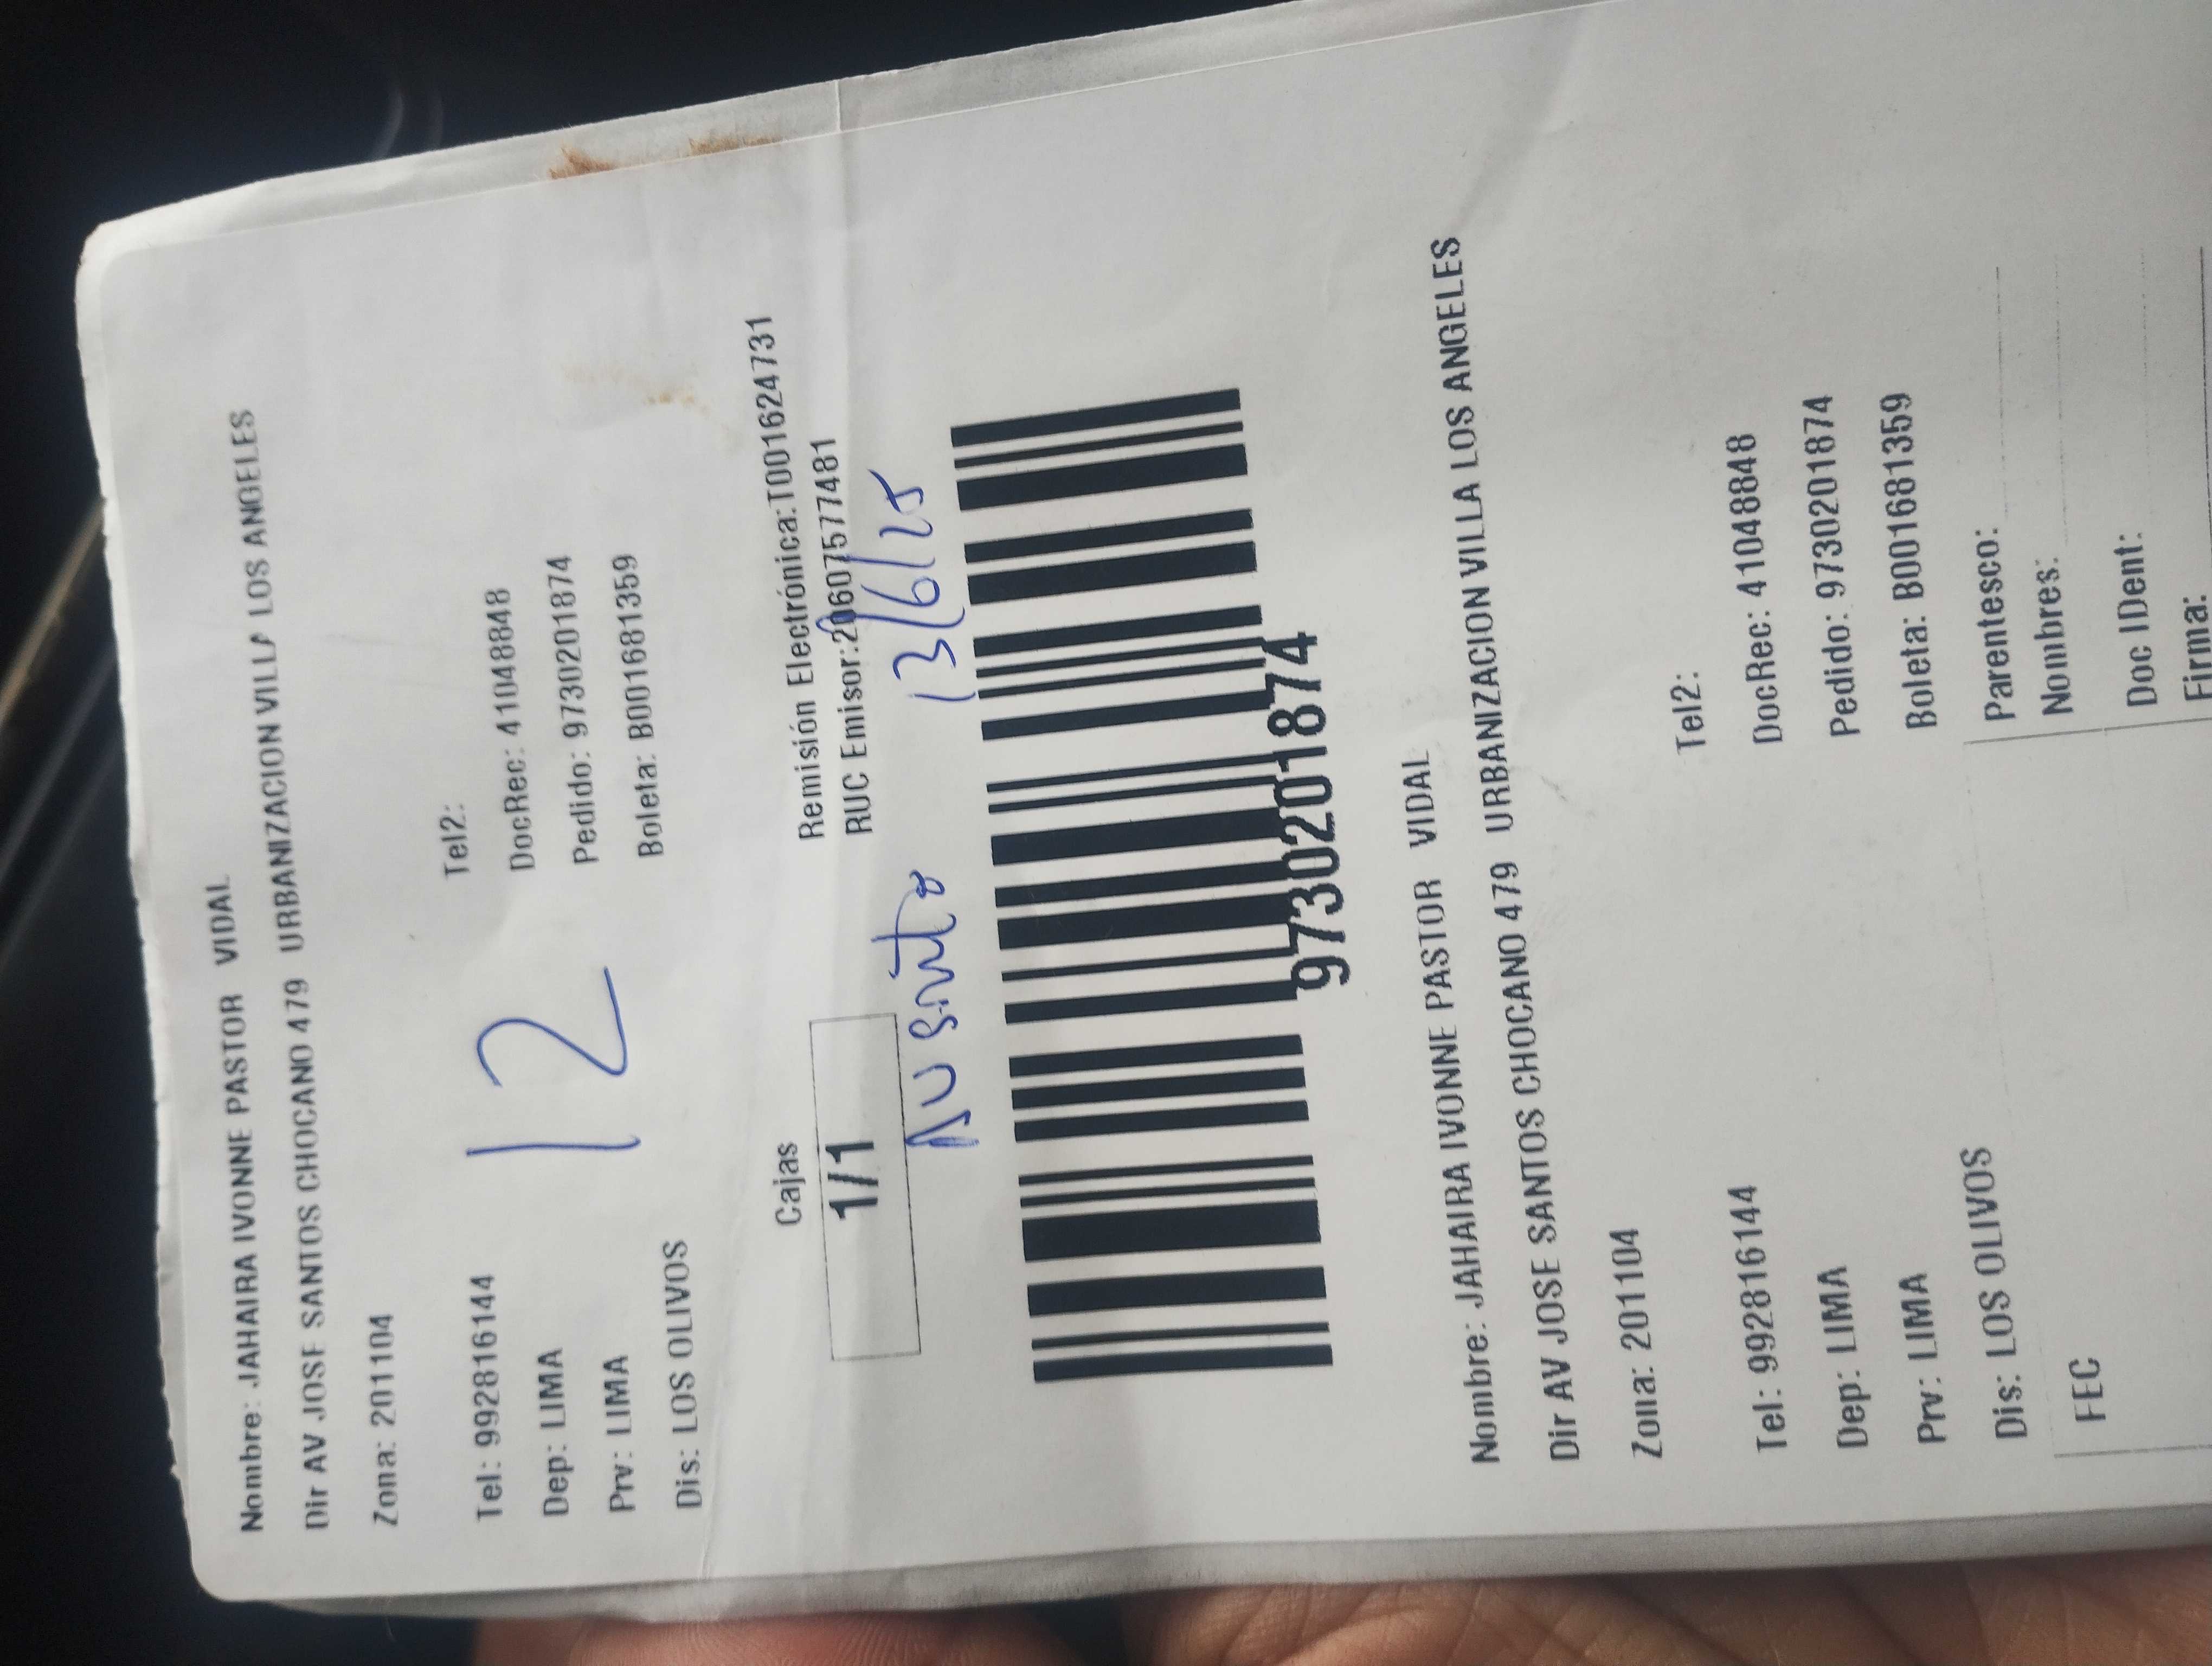 Nombre: JAHAIRA IVONNE PASTOR VIDAL
Dir AV JOSE SANTOS CHOCANO 479 URBANIZACION VILLA LOS ANGELES
Zona: 201104
Tel: 992816144 Tel2:
Dep: LIMA DocRec: 41048848
Prv: LIMA Pedido: 9730201874
Dis: LOS OLIVOS Boleta: B001681359
12
Cajas Remisión Electrónica:T001624731
1/1 RUC Emisor:20607577481
Ausente 13/6/25
9730201874
Nombre: JAHAIRA IVONNE PASTOR VIDAL
Dir AV JOSE SANTOS CHOCANO 479 URBANIZACION VILLA LOS ANGELES
Zona: 201104
Tel2:
Tel: 992816144 DocRec: 41048848
Dep: LIMA Pedido: 9730201874
Prv: LIMA Boleta: B001681359
Dis: LOS OLIVOS
Parentesco:
FEC Nombres:
Doc IDent:
Firma: